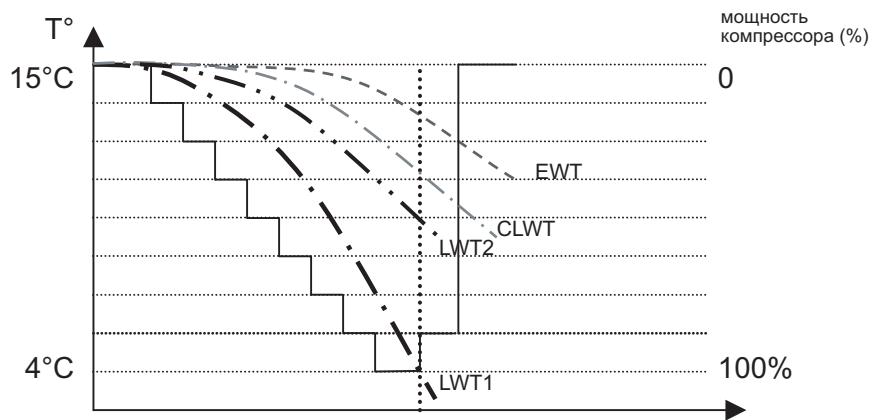 T°
мощность
компрессора (%)
15°C
0
EWT
CLWT
LWT2
4°C
100%
LWT1